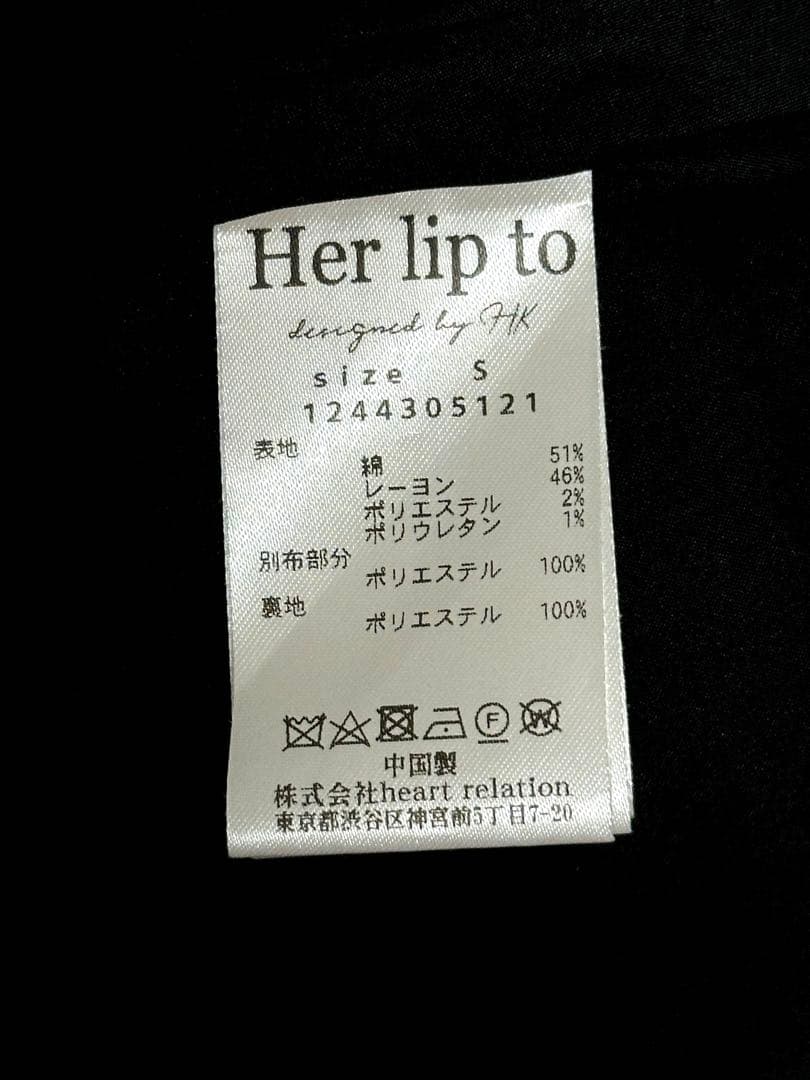 Her lip to
designed by HK
size S
1244305121
表地
綿 51%
レーヨン 46%
ポリエステル 2%
ポリウレタン 1%
別布部分
ポリエステル 100%
裏地
ポリエステル 100%
F W
中国製
株式会社heart relation
東京都渋谷区神宮前5丁目7-20